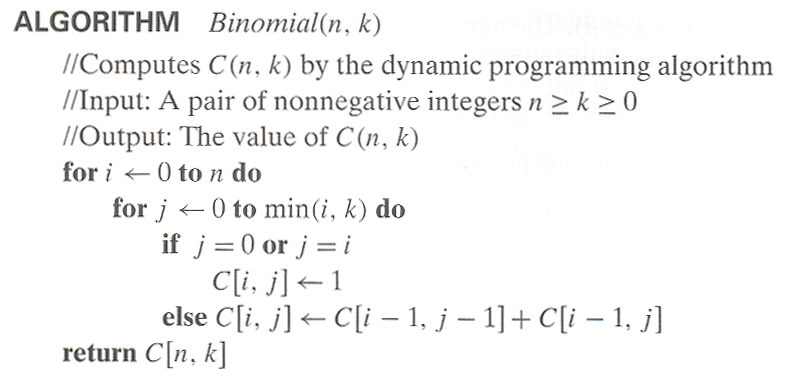 ALGORITHM Binomial(n, k)
//Computes C(n, k) by the dynamic programming algorithm
//Input: A pair of nonnegative integers n ≥ k ≥ 0
//Output: The value of C(n, k)
for i ← 0 to n do
for j ← 0 to min(i, k) do
if j = 0 or j = i
C[i, j] ← 1
else C[i, j] ← C[i − 1, j − 1] + C[i − 1, j]
return C[n, k]